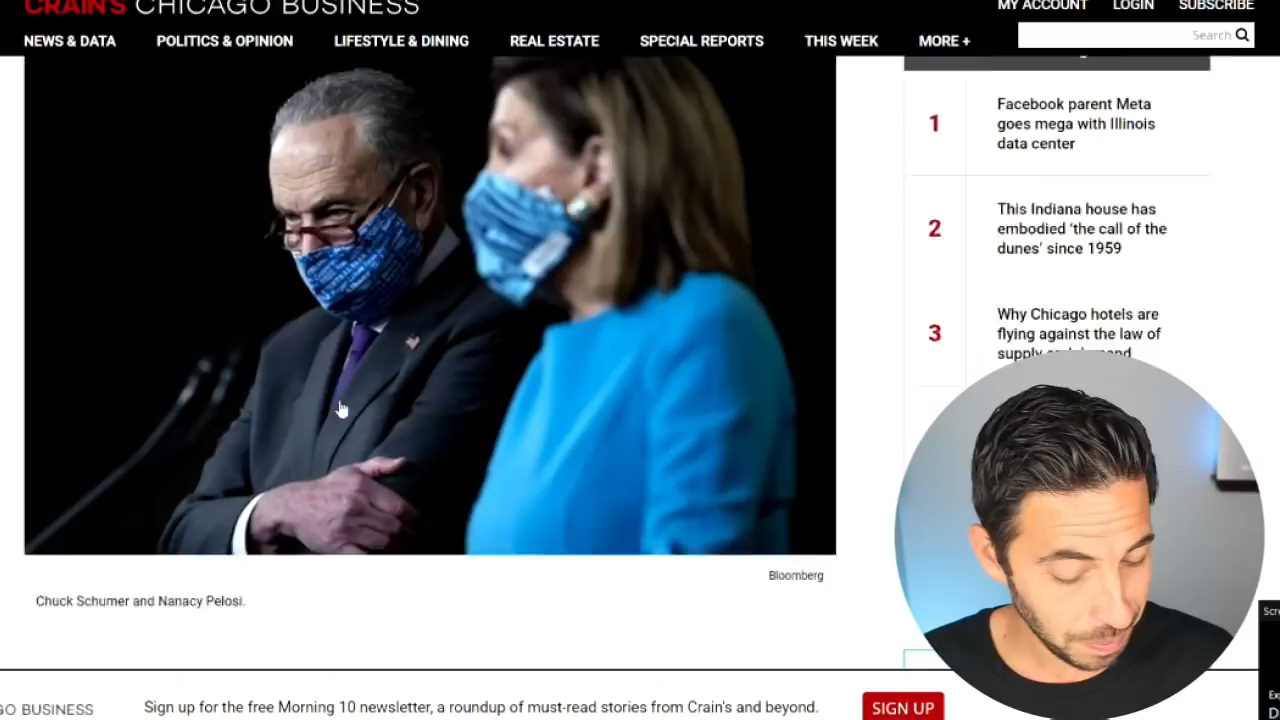 CRAIN'S CHICAGO BUSINESS
MY ACCOUNT LOGIN SUBSCRIBE
NEWS & DATA POLITICS & OPINION LIFESTYLE & DINING REAL ESTATE SPECIAL REPORTS THIS WEEK MORE +
Search
1
Facebook parent Meta
goes mega with Illinois
data center
2
This Indiana house has
embodied ‘the call of the
dunes’ since 1959
3
Why Chicago hotels are
flying against the law of
supply
Bloomberg
Chuck Schumer and Nanacy Pelosi.
GO BUSINESS
Sign up for the free Morning 10 newsletter, a roundup of must-read stories from Crain's and beyond.
SIGN UP